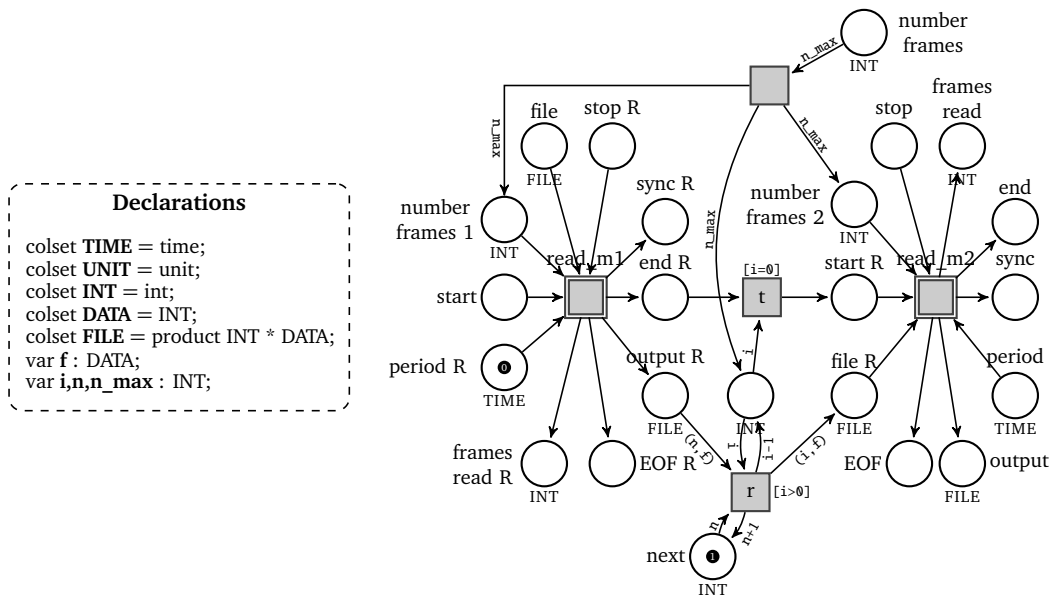 Declarations
colset TIME = time;
colset UNIT = unit;
colset INT = int;
colset DATA = INT;
colset FILE = product INT * DATA;
var f : DATA;
var i,n,n_max : INT;
number
frames
INT
n_max
n_max
n_max
n_max
file
FILE
stop R
number
frames 1
INT
sync R
read_m1
end R
start
period R
0
TIME
output R
FILE
frames
read R
INT
EOF R
[i=0]
t
i
INT
i
i-1
(n,f)
(i,f)
r
[i>0]
n
n+1
next
1
INT
stop
frames
read
INT
number
frames 2
INT
end
read_m2
start R
sync
file R
FILE
period
TIME
EOF
output
FILE